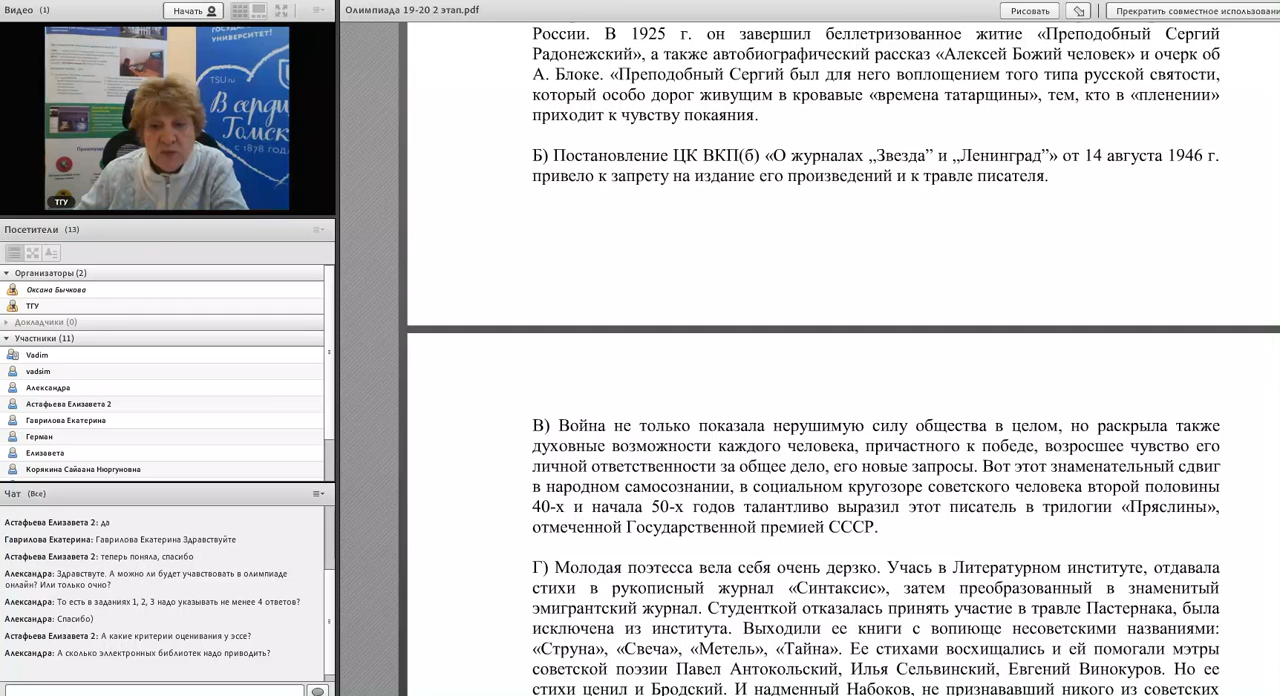 Видео (1)
Начать
ГОСУДАРСТВЕННЫЙ
УНИВЕРСИТЕТ!
TSU.ru
В сердце
Томска
С 1878 ГОДА
ТГУ
Посетители (13)
Организаторы (2)
Оксана Бычкова
ТГУ
Докладчики (0)
Участники (11)
Vadim
vadsim
Александра
Астафьева Елизавета 2
Гаврилова Екатерина
Герман
Елизавета
Корякина Сайаана Нюргуновна
Чат (Все)
Астафьева Елизавета 2: да
Гаврилова Екатерина: Гаврилова Екатерина Здравствуйте
Астафьева Елизавета 2: теперь поняла, спасибо
Александра: Здравствуте. А можно ли будет учавствовать в олимпиаде
онлайн? Или только очно?
Александра: То есть в заданиях 1, 2, 3 надо указывать не менее 4 ответов?
Александра: Спасибо)
Астафьева Елизавета 2: А какие критерии оценивания у эссе?
Александра: А сколько эллектронных библиотек надо приводить?
Олимпиада 19-20 2 этап.pdf
Рисовать
Прекратить совместное использовани
России. В 1925 г. он завершил беллетризованное житие «Преподобный Сергий
Радонежский», а также автобиографический рассказ «Алексей Божий человек» и очерк об
А. Блоке. «Преподобный Сергий был для него воплощением того типа русской святости,
который особо дорог живущим в кровавые «времена татарщины», тем, кто в «пленении»
приходит к чувству покаяния.
Б) Постановление ЦК ВКП(б) «О журналах „Звезда” и „Ленинград”» от 14 августа 1946 г.
привело к запрету на издание его произведений и к травле писателя.
В) Война не только показала нерушимую силу общества в целом, но раскрыла также
духовные возможности каждого человека, причастного к победе, возросшее чувство его
личной ответственности за общее дело, его новые запросы. Вот этот знаменательный сдвиг
в народном самосознании, в социальном кругозоре советского человека второй половины
40-х и начала 50-х годов талантливо выразил этот писатель в трилогии «Пряслины»,
отмеченной Государственной премией СССР.
Г) Молодая поэтесса вела себя очень дерзко. Учась в Литературном институте, отдавала
стихи в рукописный журнал «Синтаксис», затем преобразованный в знаменитый
эмигрантский журнал. Студенткой отказалась принять участие в травле Пастернака, была
исключена из института. Выходили ее книги с вопиюще несоветскими названиями:
«Струна», «Свеча», «Метель», «Тайна». Ее стихами восхищались и ей помогали мэтры
советской поэзии Павел Антокольский, Илья Сельвинский, Евгений Винокуров. Но ее
стихи ценил и Бродский. И надменный Набоков, не признававший никого из советских